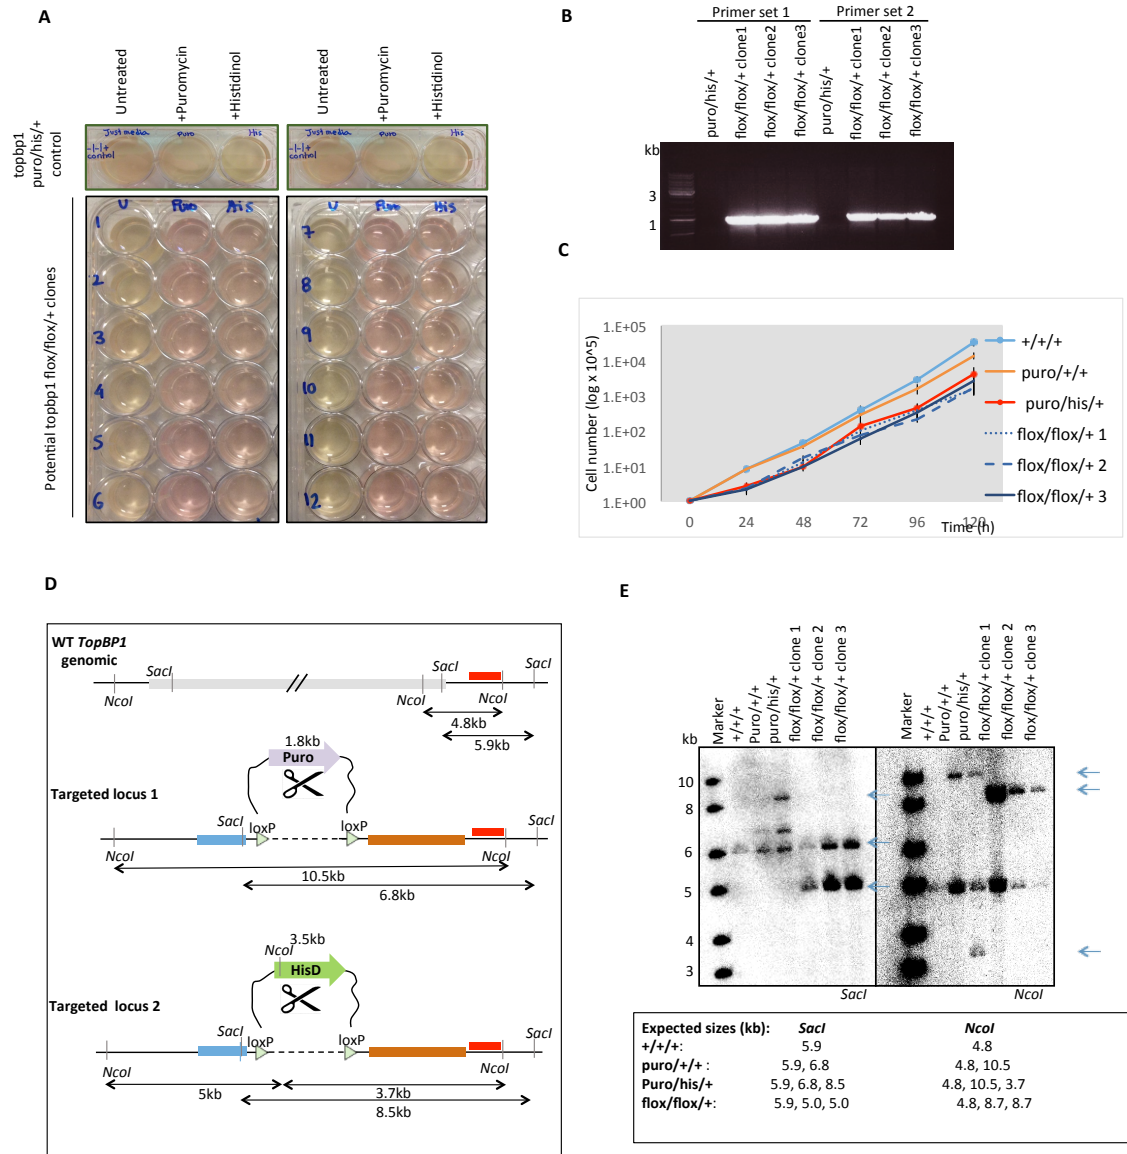 A
Untreated
+Puromycin
+Histidinol
Untreated
+Puromycin
+Histidinol
topbp1
puro/his/+
control
Just media
Puro
His
-/-/+
control
Just media
Puro
His
-/-/+
control
Potential topbp1 flox/flox/+ clones
U
Puro
His
1
2
3
4
5
6
U
Puro
His
7
8
9
10
11
12
B
Primer set 1
Primer set 2
puro/his/+
flox/flox/+ clone1
flox/flox/+ clone2
flox/flox/+ clone3
puro/his/+
flox/flox/+ clone1
flox/flox/+ clone2
flox/flox/+ clone3
kb
3
1
C
Cell number (log x 10^5)
1.E+05
1.E+04
1.E+03
1.E+02
1.E+01
1.E+00
0
24
48
72
96
120
Time (h)
+/+/+
puro/+/+
puro/his/+
flox/flox/+ 1
flox/flox/+ 2
flox/flox/+ 3
D
WT TopBP1
genomic
SacI
NcoI
SacI
NcoI
NcoI
SacI
4.8kb
5.9kb
1.8kb
Puro
Targeted locus 1
SacI
loxP
loxP
SacI
NcoI
NcoI
10.5kb
6.8kb
3.5kb
NcoI
HisD
Targeted locus 2
SacI
loxP
loxP
SacI
NcoI
NcoI
5kb
3.7kb
8.5kb
E
kb
Marker
+/+/+
Puro/+/+
puro/his/+
flox/flox/+ clone 1
flox/flox/+ clone 2
flox/flox/+ clone 3
Marker
+/+/+
Puro/+/+
puro/his/+
flox/flox/+ clone 1
flox/flox/+ clone 2
flox/flox/+ clone 3
10
8
6
5
4
3
SacI
NcoI
Expected sizes (kb): SacI NcoI
+/+/+: 5.9 4.8
puro/+/+ : 5.9, 6.8 4.8, 10.5
Puro/his/+ 5.9, 6.8, 8.5 4.8, 10.5, 3.7
flox/flox/+: 5.9, 5.0, 5.0 4.8, 8.7, 8.7